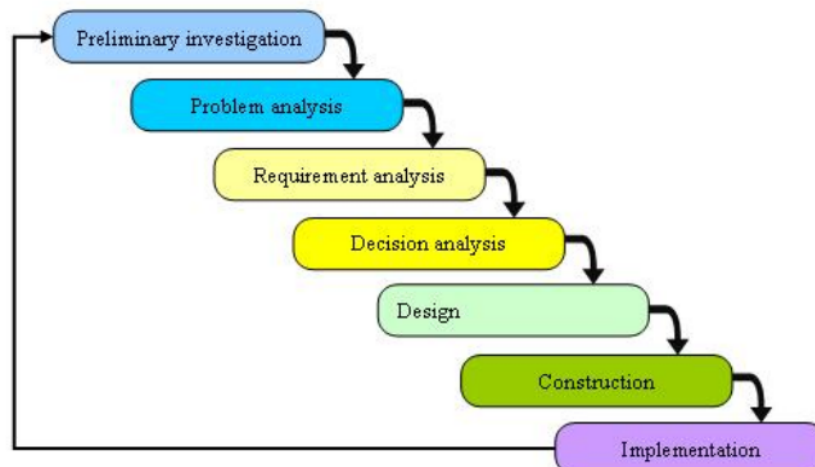 Preliminary investigation
Problem analysis
Requirement analysis
Decision analysis
Design
Construction
Implementation